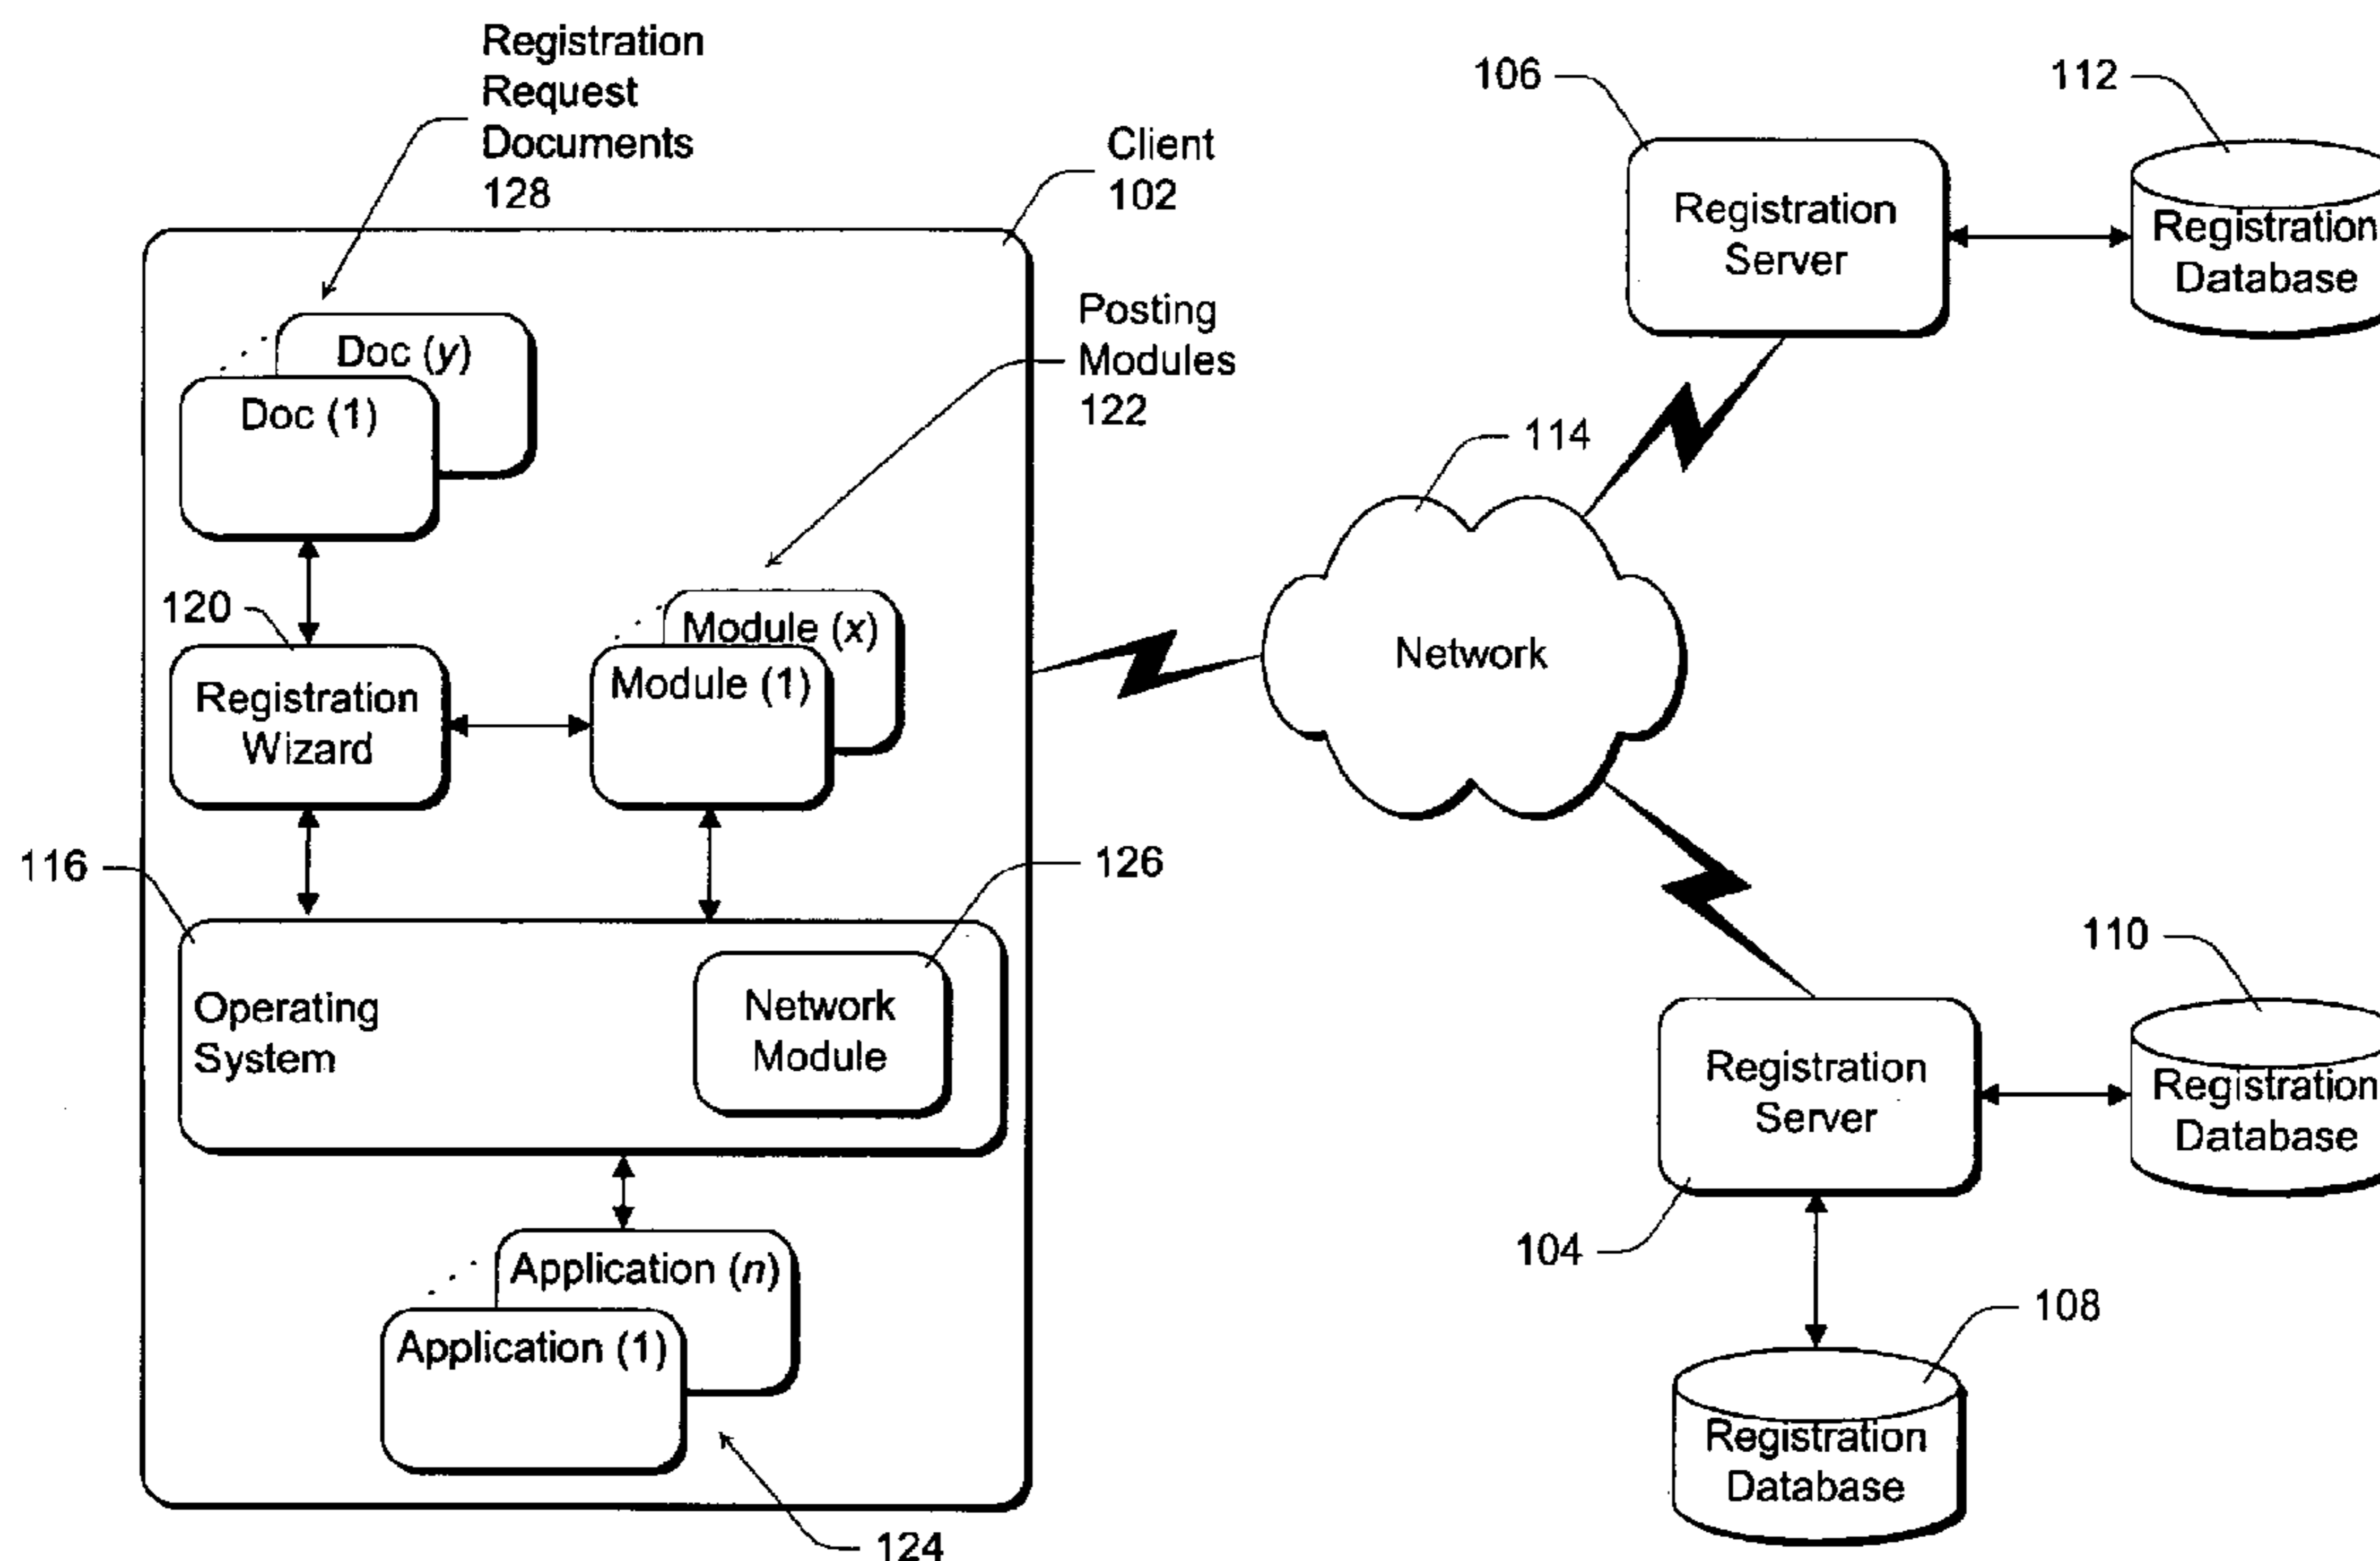 Registration
Request
Documents
128
Client
102
Doc (y)
Doc (1)
Posting
Modules
122
120
Registration
Wizard
Module (x)
Module (1)
116
126
Operating
System
Network
Module
Application (n)
Application (1)
124
114
Network
106
Registration
Server
112
Registration
Database
Registration
Server
104
110
Registration
Database
108
Registration
Database